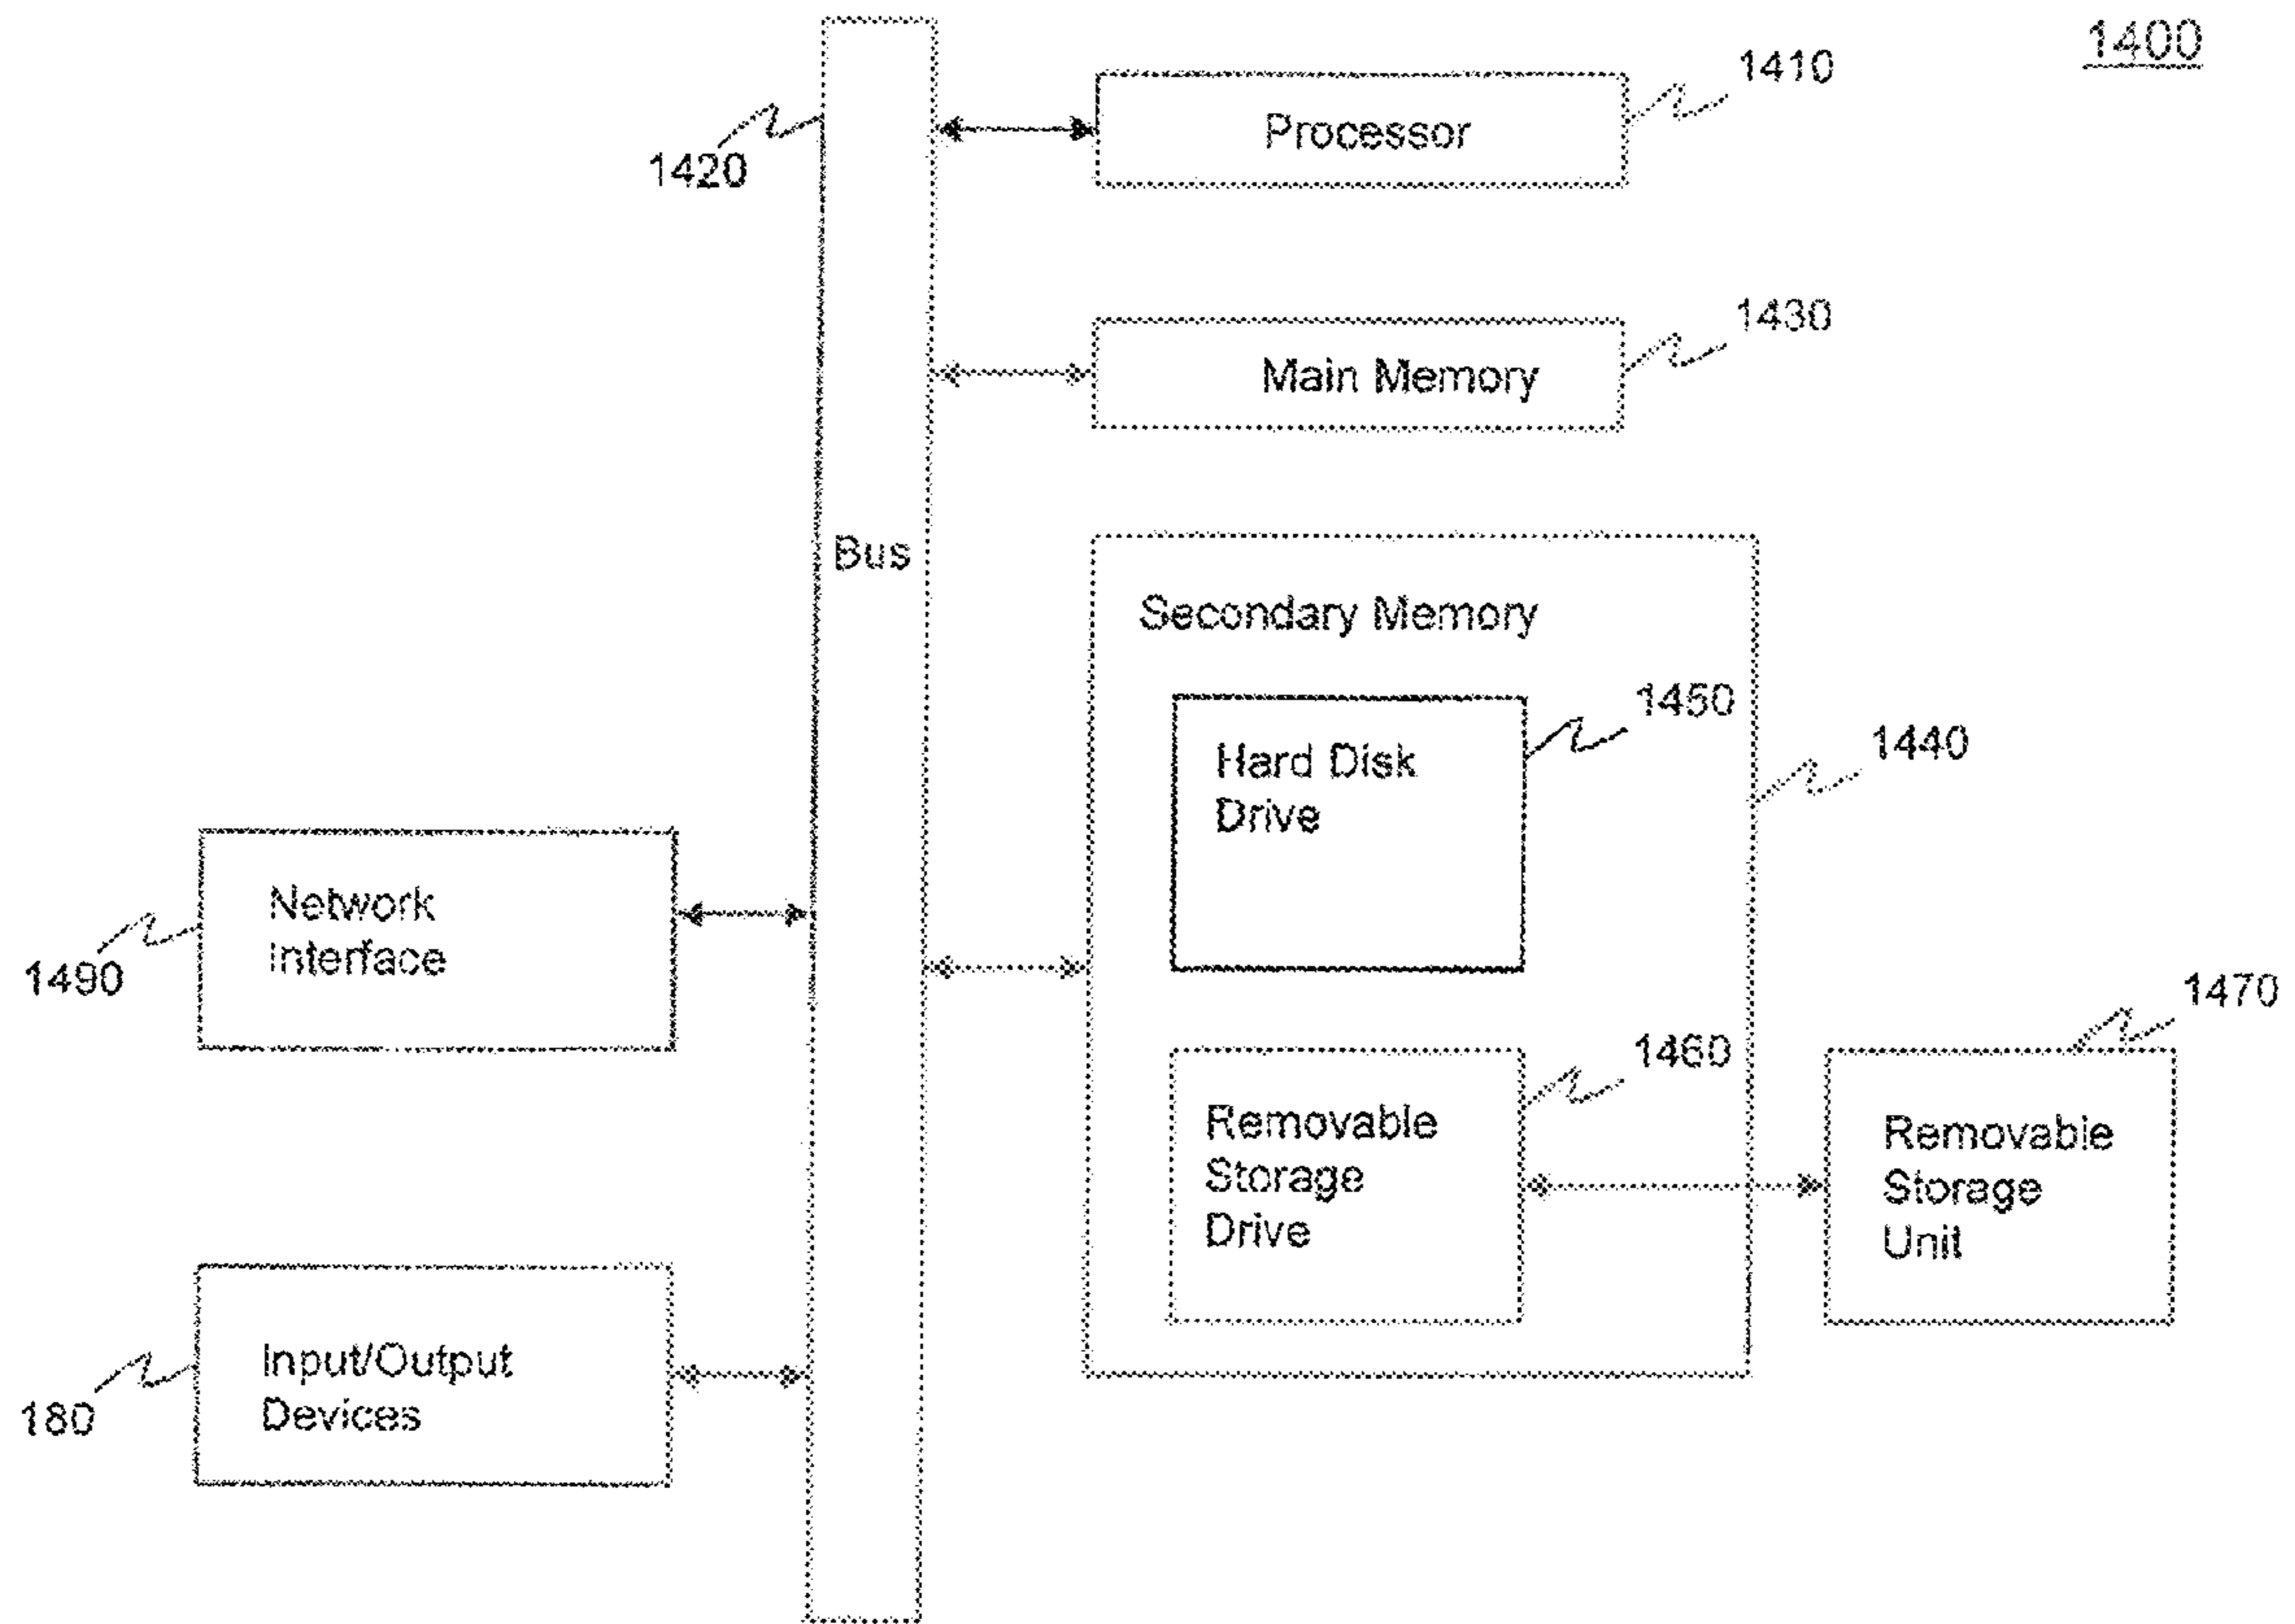 1400
1410
Processor
1420
1430
Main Memory
Bus
Secondary Memory
1450
Hard Disk
Drive
1440
Network
Interface
1490
1470
1460
Removable
Storage
Drive
Removable
Storage
Unit
Input/Output
Devices
180